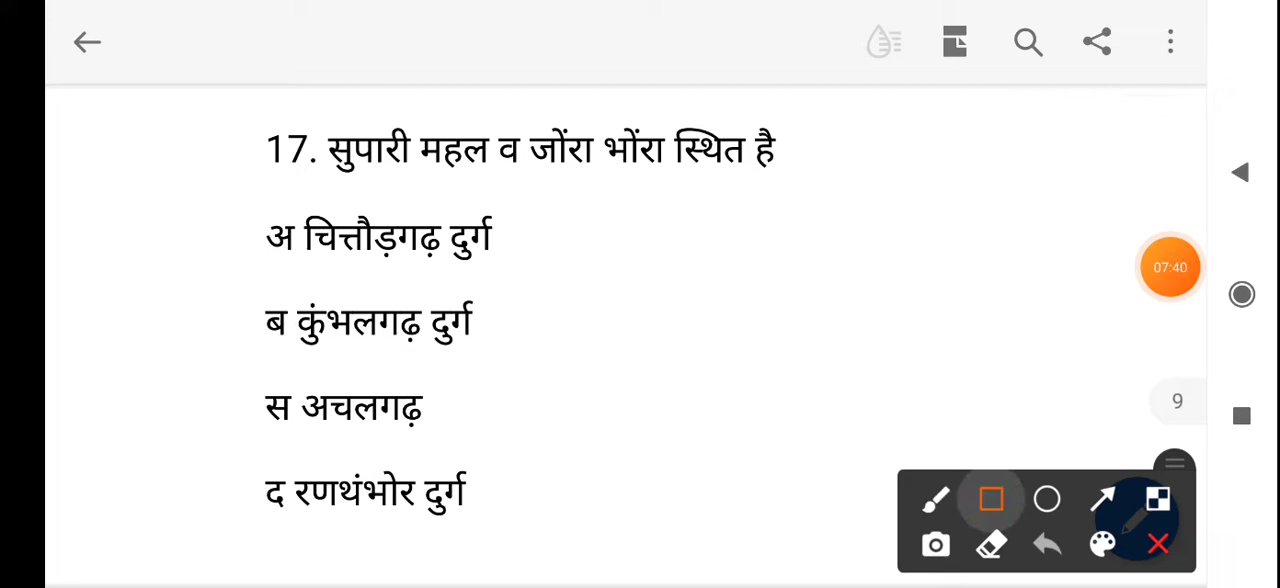 17. सुपारी महल व जोंरा भोंरा स्थित है
अ चित्तौड़गढ़ दुर्ग
07:40
ब कुंभलगढ़ दुर्ग
स अचलगढ़
9
द रणथंभोर दुर्ग